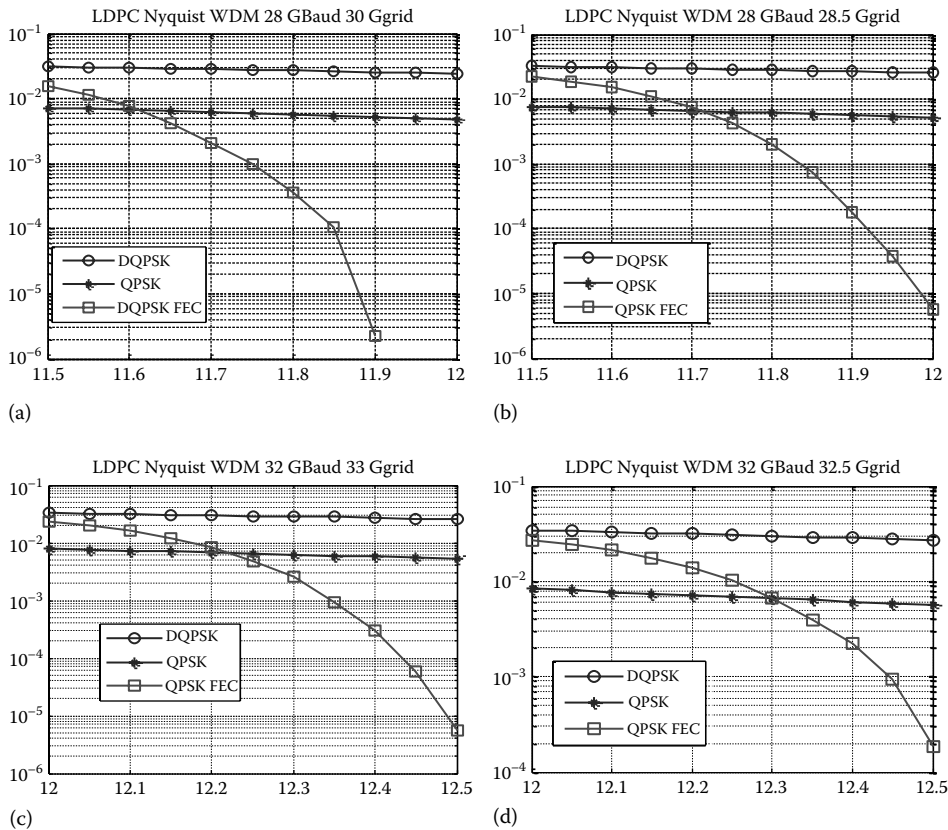 LDPC Nyquist WDM 28 GBaud 30 Ggrid
10⁻¹
10⁻²
10⁻³
10⁻⁴
10⁻⁵
10⁻⁶
DQPSK
QPSK
DQPSK FEC
11.5 11.6 11.7 11.8 11.9 12
(a)
LDPC Nyquist WDM 28 GBaud 28.5 Ggrid
10⁻¹
10⁻²
10⁻³
10⁻⁴
10⁻⁵
10⁻⁶
DQPSK
QPSK
QPSK FEC
11.5 11.6 11.7 11.8 11.9 12
(b)
LDPC Nyquist WDM 32 GBaud 33 Ggrid
10⁻¹
10⁻²
10⁻³
10⁻⁴
10⁻⁵
10⁻⁶
DQPSK
QPSK
QPSK FEC
12 12.1 12.2 12.3 12.4 12.5
(c)
LDPC Nyquist WDM 32 GBaud 32.5 Ggrid
10⁻¹
10⁻²
10⁻³
10⁻⁴
DQPSK
QPSK
QPSK FEC
12 12.1 12.2 12.3 12.4 12.5
(d)